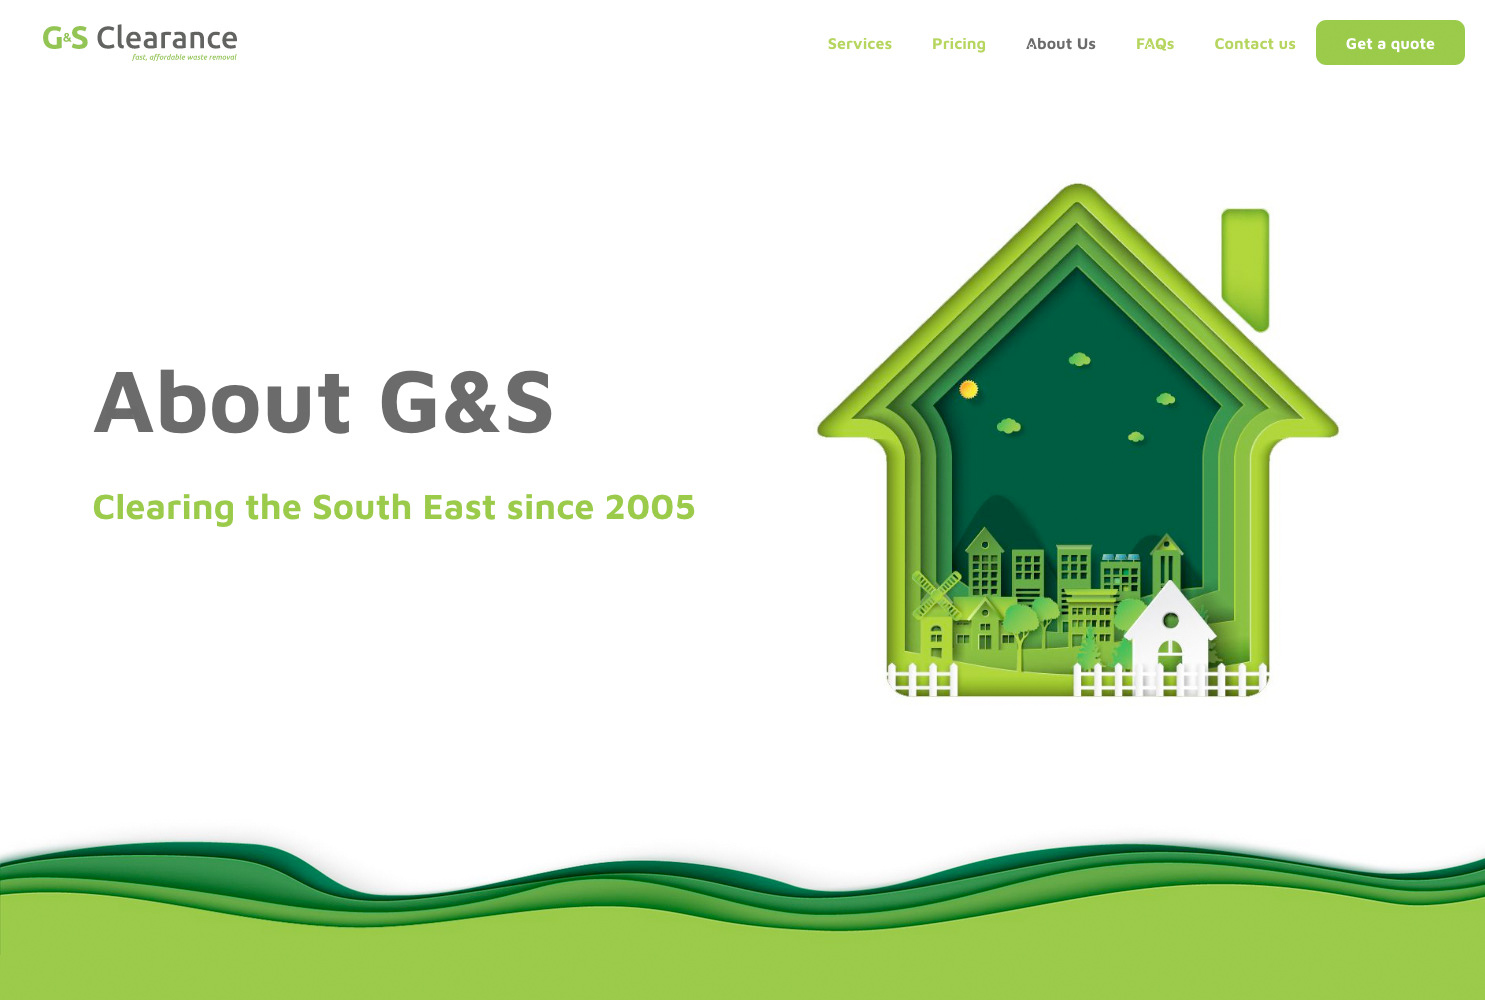 G&S Clearance
fast, affordable waste removal
Services
Pricing
About Us
FAQs
Contact us
Get a quote
About G&S
Clearing the South East since 2005